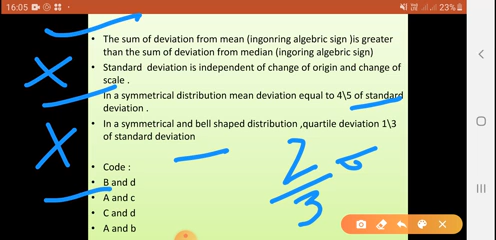 16:05
23%
The sum of deviation from mean (ingonring algebric sign )is greater
than the sum of deviation from median (ingoring algebric sign)
Standard deviation is independent of change of origin and change of
scale .
In a symmetrical distribution mean deviation equal to 4\5 of standard
deviation .
In a symmetrical and bell shaped distribution ,quartile deviation 1\3
of standard deviation
Code :
B and d
A and c
C and d
A and b
2
3
σ